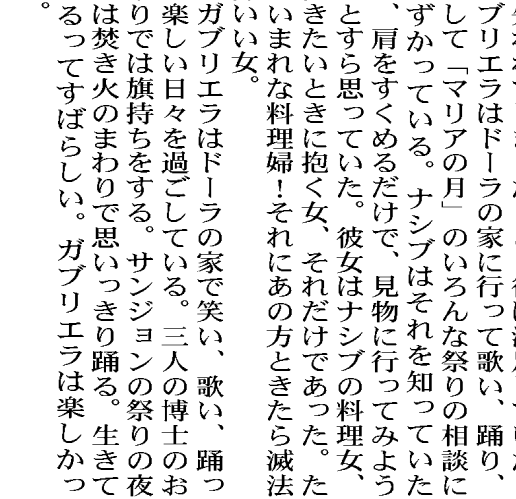 ブリエラはドーラの家に行って歌い、踊り、
して「マリアの月」のいろんな祭りの相談に
ずかっている。ナシブはそれを知っていた
、肩をすくめるだけで、見物に行ってみよう
とすら思っていた。彼女はナシブの料理女、
きたいときに抱く女、それだけであった。た
いまれな料理婦！それにあの方ときたら滅法
いい女。
ガブリエラはドーラの家で笑い、歌い、踊っ
楽しい日々を過ごしている。三人の博士のお
りでは旗持ちをする。サンジョンの祭りの夜
は焚き火のまわりで思いっきり踊る。生きて
るってすばらしい。ガブリエラは楽しかっ
。